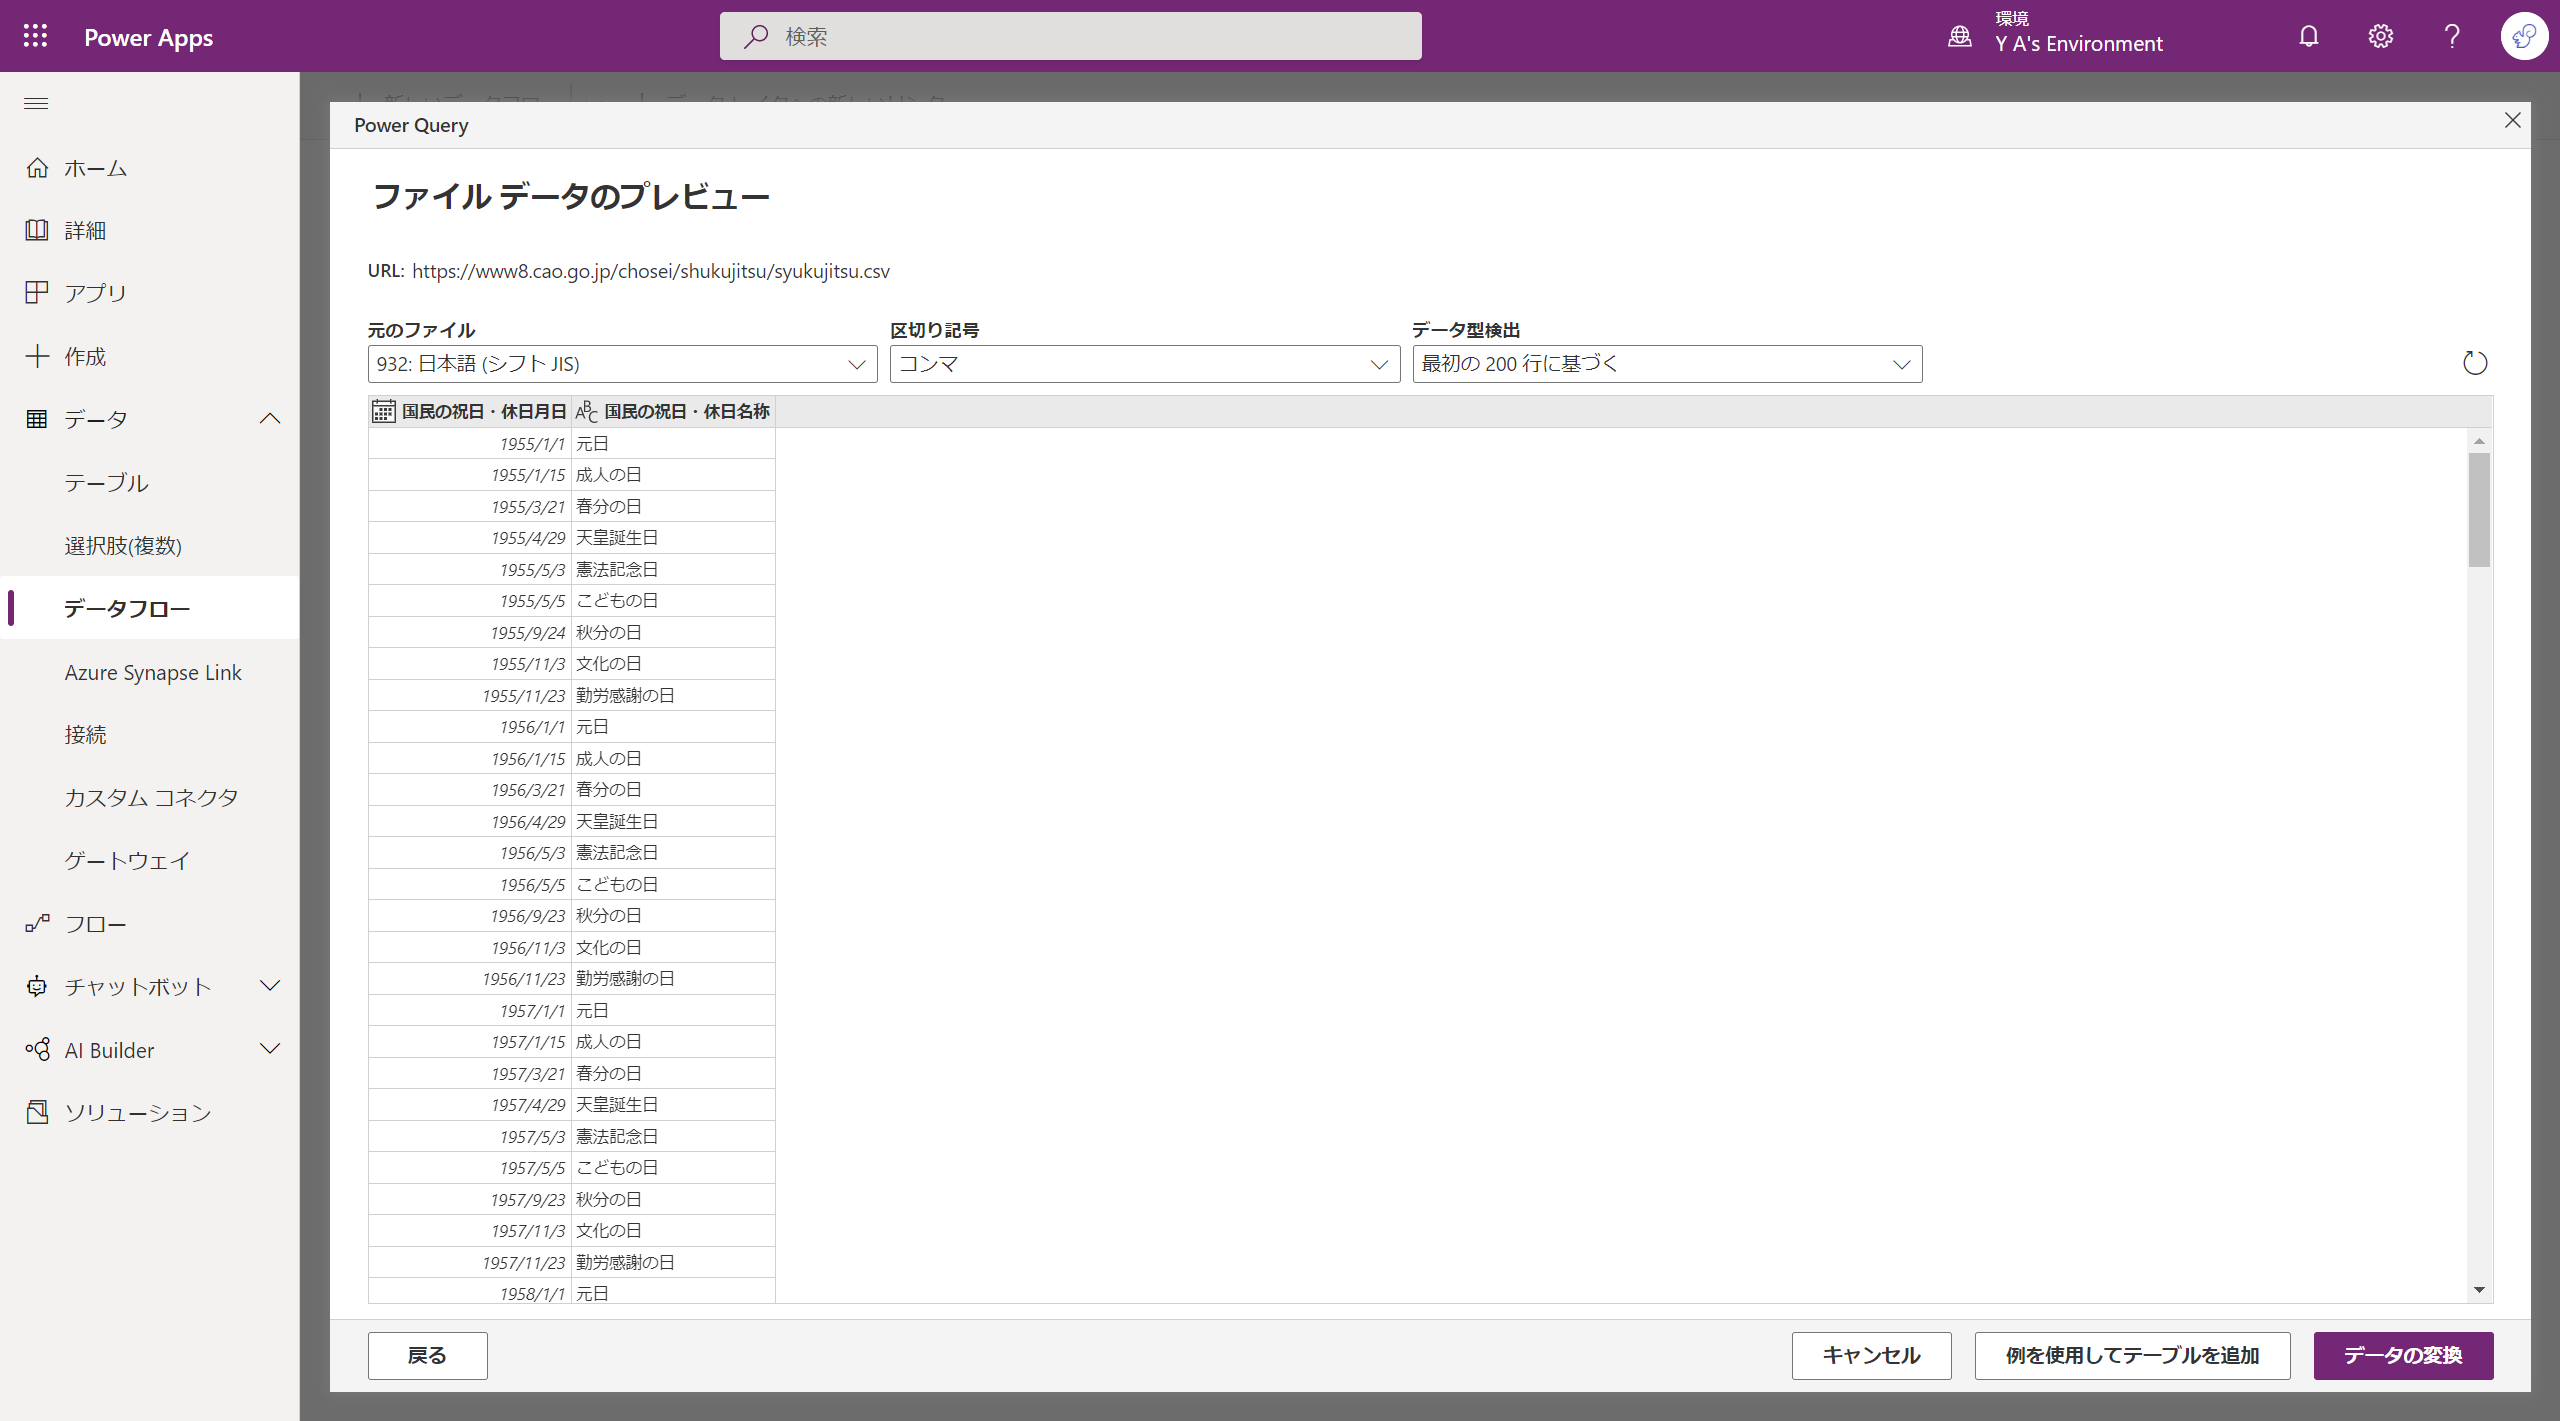 Power Apps
検索
環境
Y A's Environment
ホーム
詳細
アプリ
作成
データ
テーブル
選択肢(複数)
データフロー
Azure Synapse Link
接続
カスタム コネクタ
ゲートウェイ
フロー
チャットボット
AI Builder
ソリューション
Power Query
ファイル データのプレビュー
URL: https://www8.cao.go.jp/chosei/shukujitsu/syukujitsu.csv
元のファイル 区切り記号 データ型検出
932: 日本語 (シフト JIS) コンマ 最初の 200 行に基づく
国民の祝日・休日月日 ABC 国民の祝日・休日名称
1955/1/1 元日
1955/1/15 成人の日
1955/3/21 春分の日
1955/4/29 天皇誕生日
1955/5/3 憲法記念日
1955/5/5 こどもの日
1955/9/24 秋分の日
1955/11/3 文化の日
1955/11/23 勤労感謝の日
1956/1/1 元日
1956/1/15 成人の日
1956/3/21 春分の日
1956/4/29 天皇誕生日
1956/5/3 憲法記念日
1956/5/5 こどもの日
1956/9/23 秋分の日
1956/11/3 文化の日
1956/11/23 勤労感謝の日
1957/1/1 元日
1957/1/15 成人の日
1957/3/21 春分の日
1957/4/29 天皇誕生日
1957/5/3 憲法記念日
1957/5/5 こどもの日
1957/9/23 秋分の日
1957/11/3 文化の日
1957/11/23 勤労感謝の日
1958/1/1 元日
戻る キャンセル 例を使用してテーブルを追加 データの変換